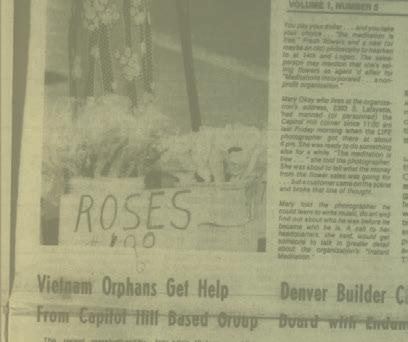 VOLUME 1, NUMBER 5
You pay your dollar . . . and you take
your choice . . . "the meditation is
free." Fresh flowers and a new (or
maybe an old) philosophy to hearken
to at 14th and Logan. The sales-
person may mention that she's sel-
ling flowers as agent d'affair for
"Meditations Incorporated . . . a non-
profit organization."
Mary Okay who lives at the organiza-
tion's address, 2303 S. Lafayette,
had manned (or personned) the
Capitol Hill corner since 11:00 am
last Friday morning when the LIFE
photographer got there at about
6 pm. She was ready to do something
else for a while. "The meditation is
free . . ." she told the photographer.
She was about to tell what the money
from the flower sales was going for
. . . but a customer came on the scene
and broke that line of thought.
Mary told the photographer he
could learn to write music, do art and
find out about who he was before he
became who he is. A call to her
headquarters, she said, would get
someone to talk in greater detail
about the organization's "Instant
Meditation."
ROSES
Vietnam Orphans Get Help
From Capitol Hill Based Group
Denver Builder
Board with